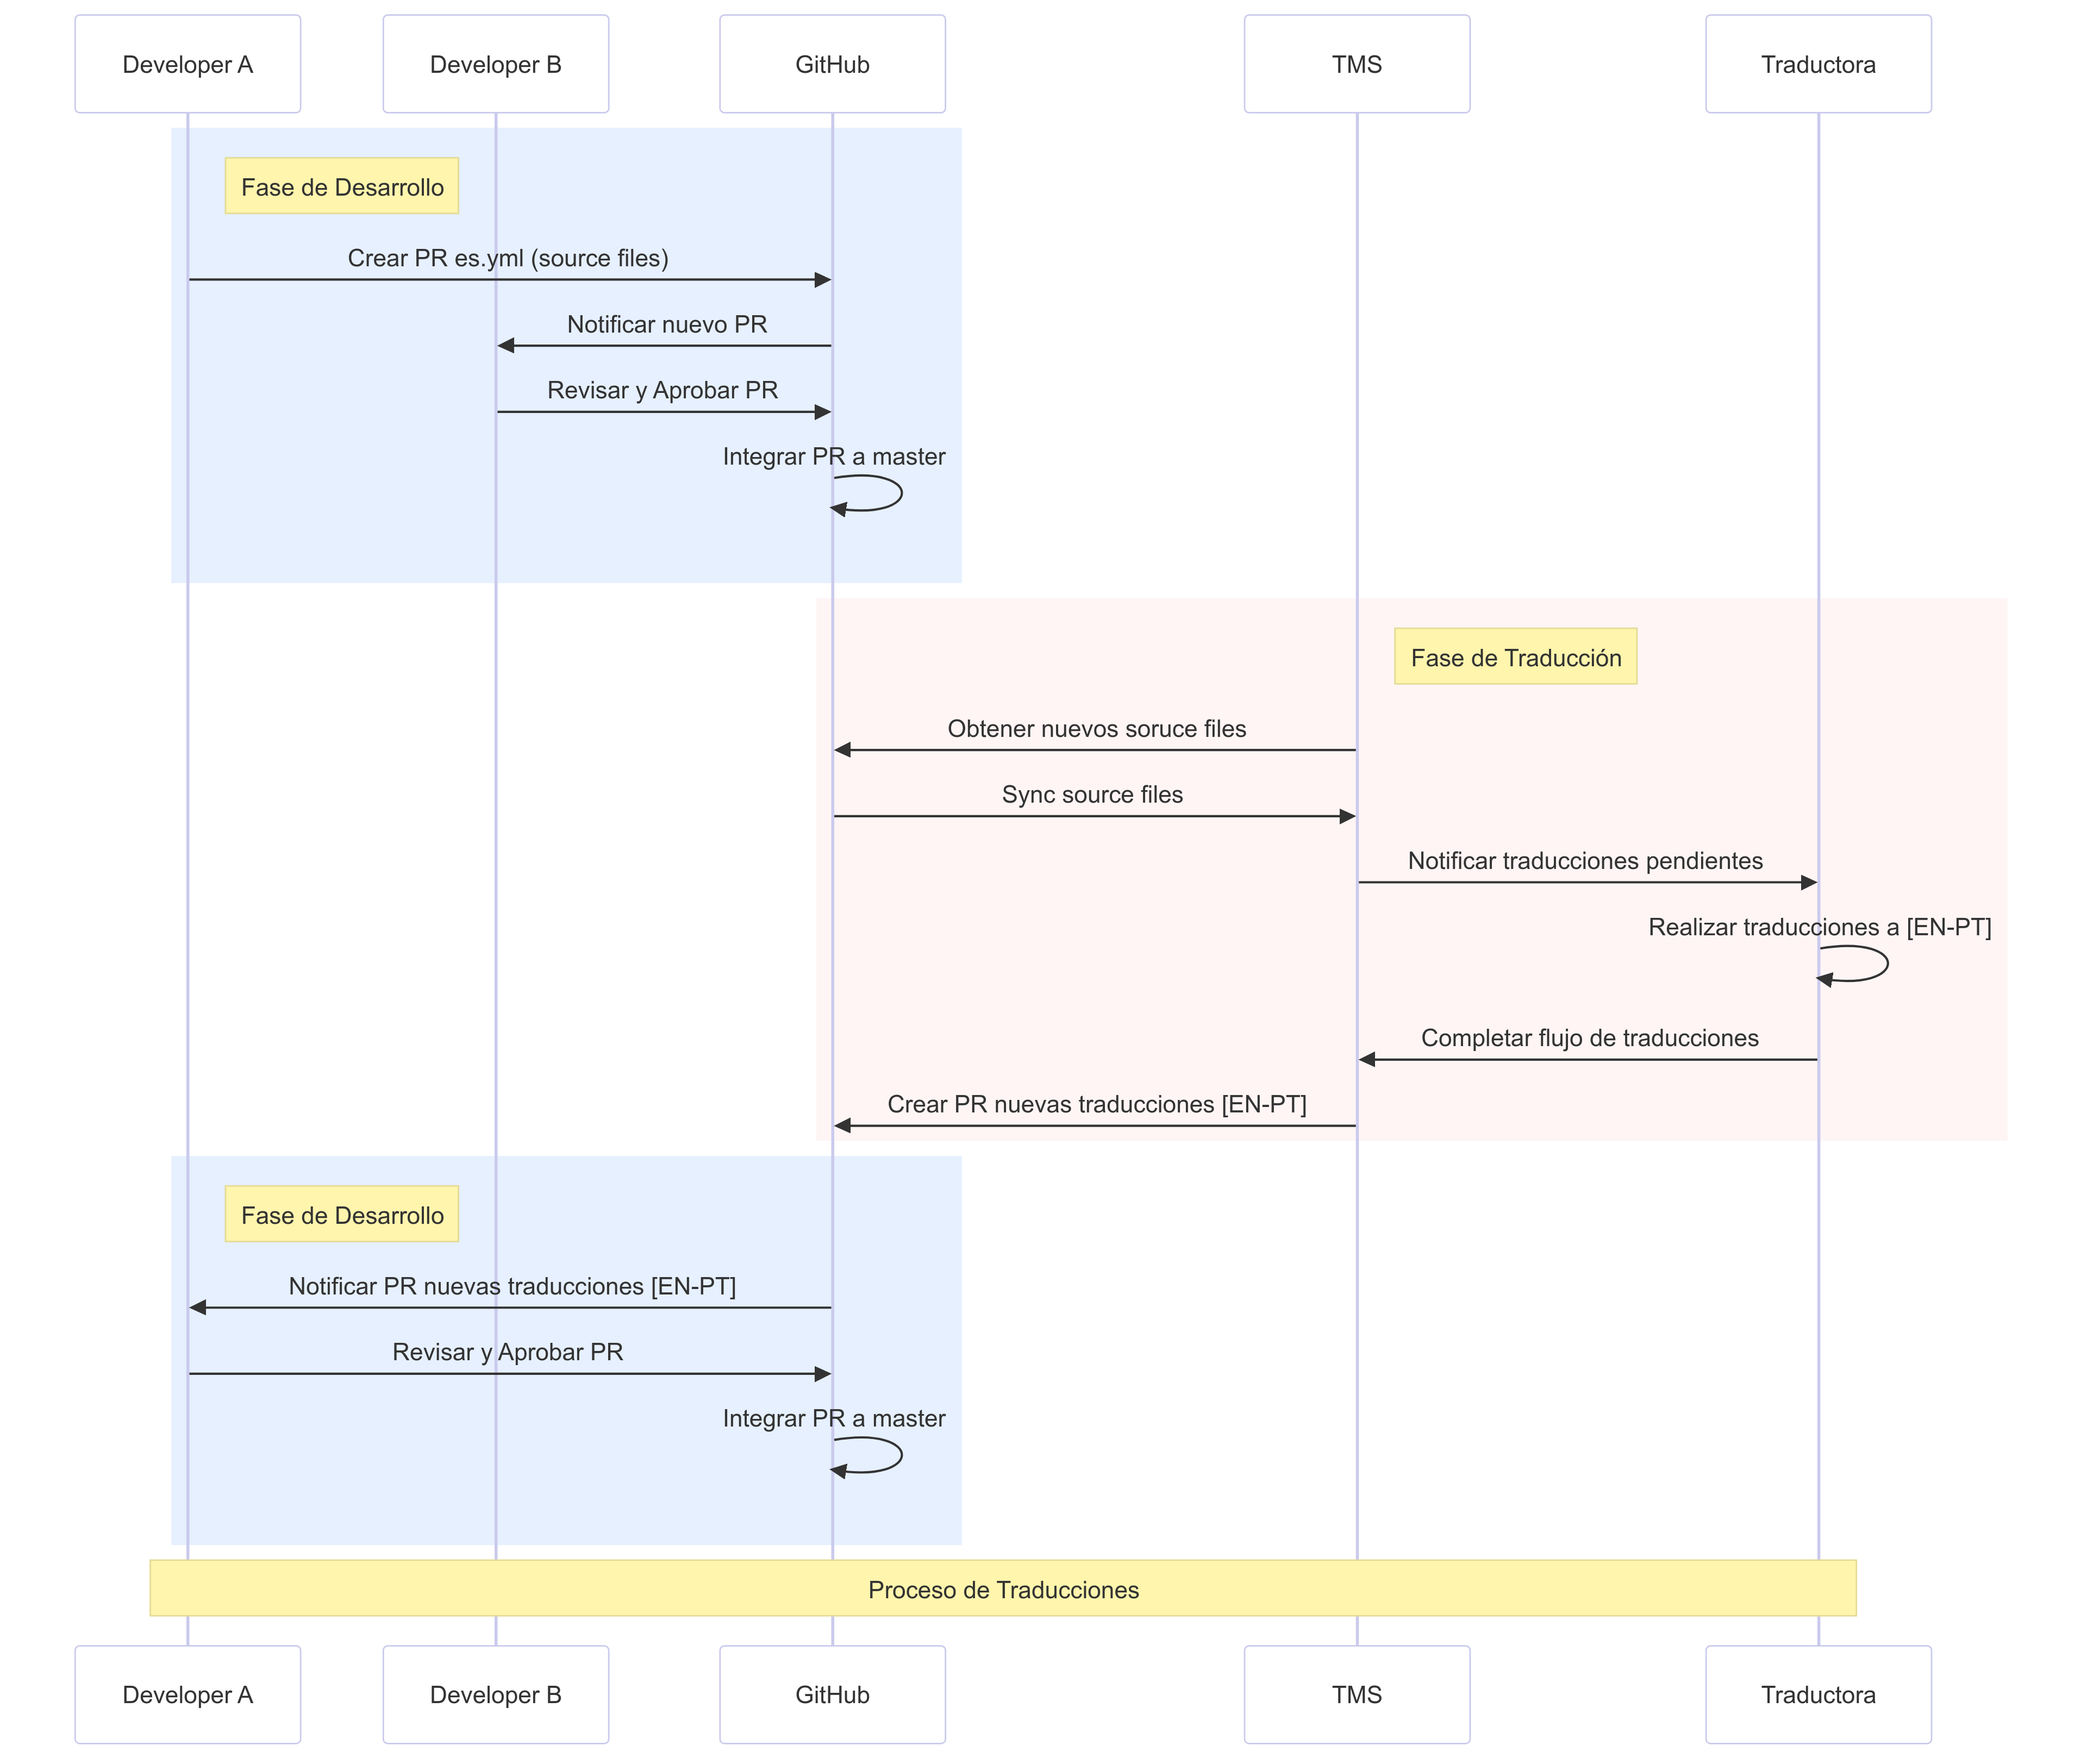 Developer A
Developer B
GitHub
TMS
Traductora
Fase de Desarrollo
Crear PR es.yml (source files)
Notificar nuevo PR
Revisar y Aprobar PR
Integrar PR a master
Fase de Traducción
Obtener nuevos soruce files
Sync source files
Notificar traducciones pendientes
Realizar traducciones a [EN-PT]
Completar flujo de traducciones
Crear PR nuevas traducciones [EN-PT]
Fase de Desarrollo
Notificar PR nuevas traducciones [EN-PT]
Revisar y Aprobar PR
Integrar PR a master
Proceso de Traducciones
Developer A
Developer B
GitHub
TMS
Traductora